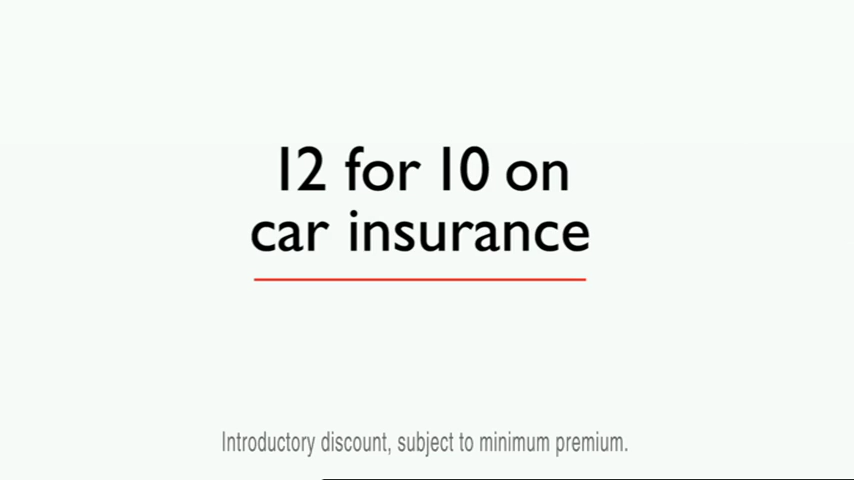 12 for 10 on
car insurance
Introductory discount, subject to minimum premium.